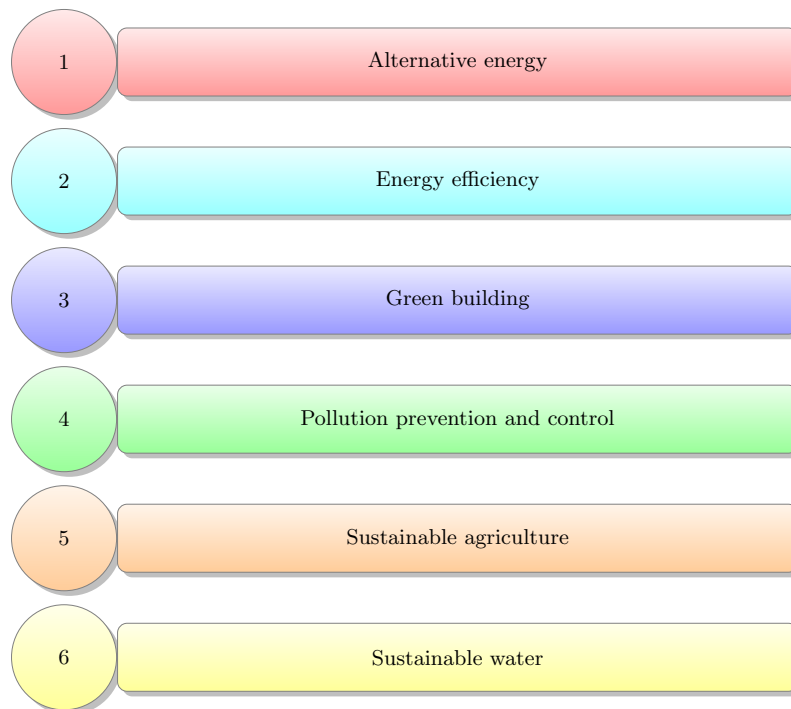 1 Alternative energy
2 Energy efficiency
3 Green building
4 Pollution prevention and control
5 Sustainable agriculture
6 Sustainable water